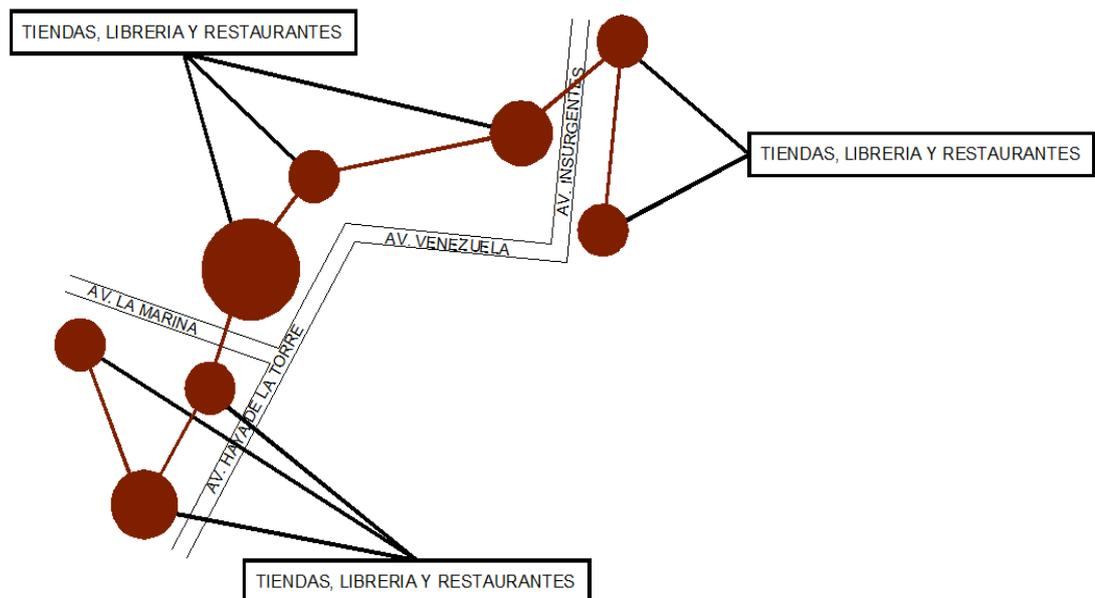 TIENDAS, LIBRERIA Y RESTAURANTES
AV. INSURGENTES
TIENDAS, LIBRERIA Y RESTAURANTES
AV. VENEZUELA
AV. LA MARINA
AV. HAYA DE LA TORRE
TIENDAS, LIBRERIA Y RESTAURANTES